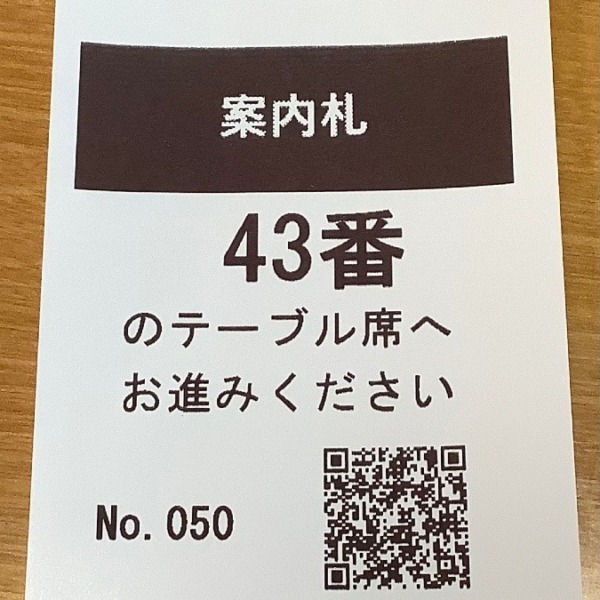 案内札
43番
のテーブル席へ
お進みください
No.050